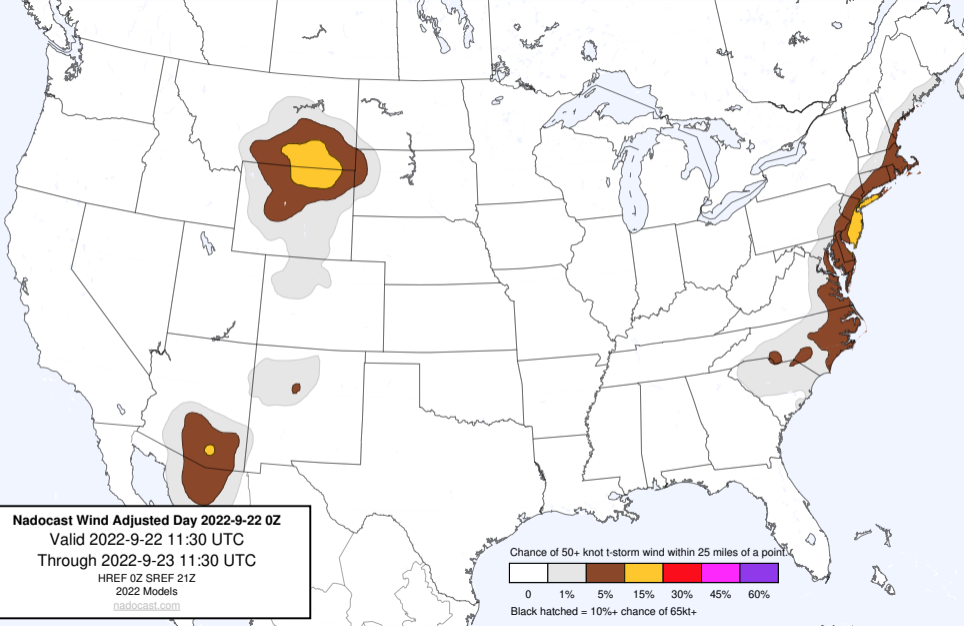 Nadocast Wind Adjusted Day 2022-9-22 0Z
Valid 2022-9-22 11:30 UTC
Through 2022-9-23 11:30 UTC
HREF 0Z SREF 21Z
2022 Models
nadocast.com
Chance of 50+ knot t-storm wind within 25 miles of a point.
0 1% 5% 15% 30% 45% 60%
Black hatched = 10%+ chance of 65kt+